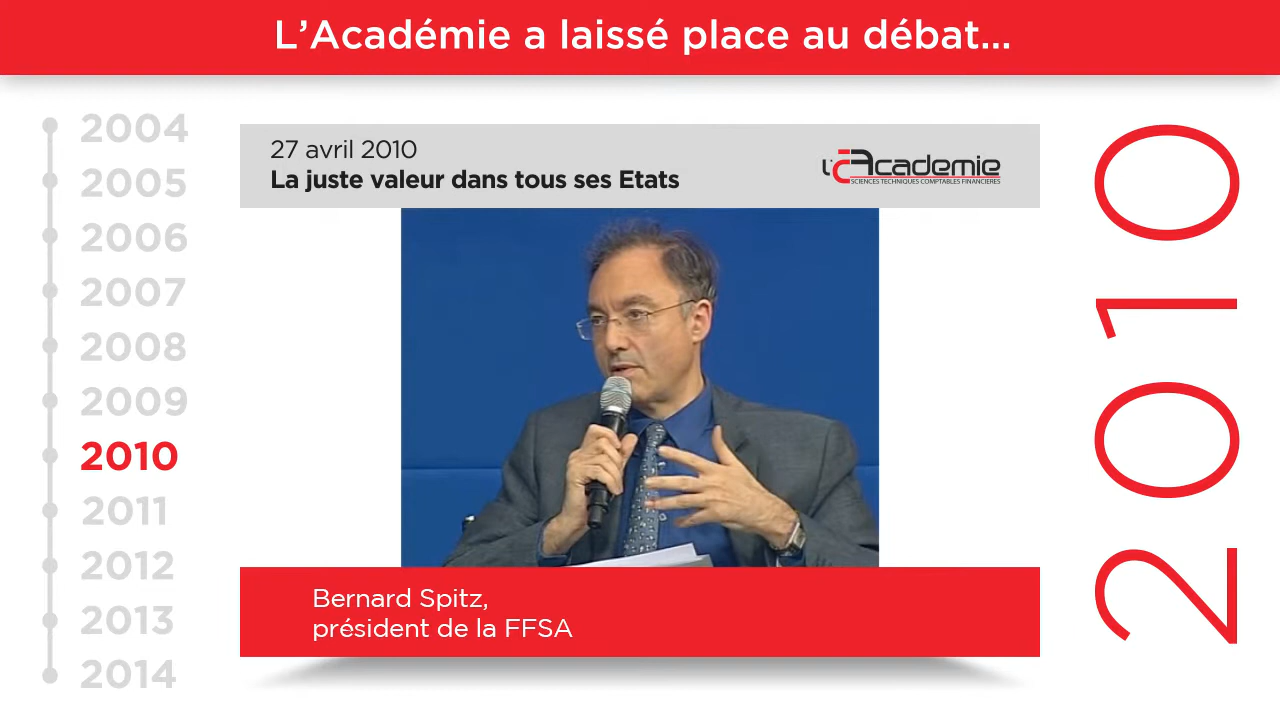 L’Académie a laissé place au débat...
2004
2005
2006
2007
2008
2009
2010
2011
2012
2013
2014
27 avril 2010
La juste valeur dans tous ses Etats
L'Academie
SCIENCES TECHNIQUES COMPTABLES FINANCIÈRES
Bernard Spitz,
président de la FFSA
2010